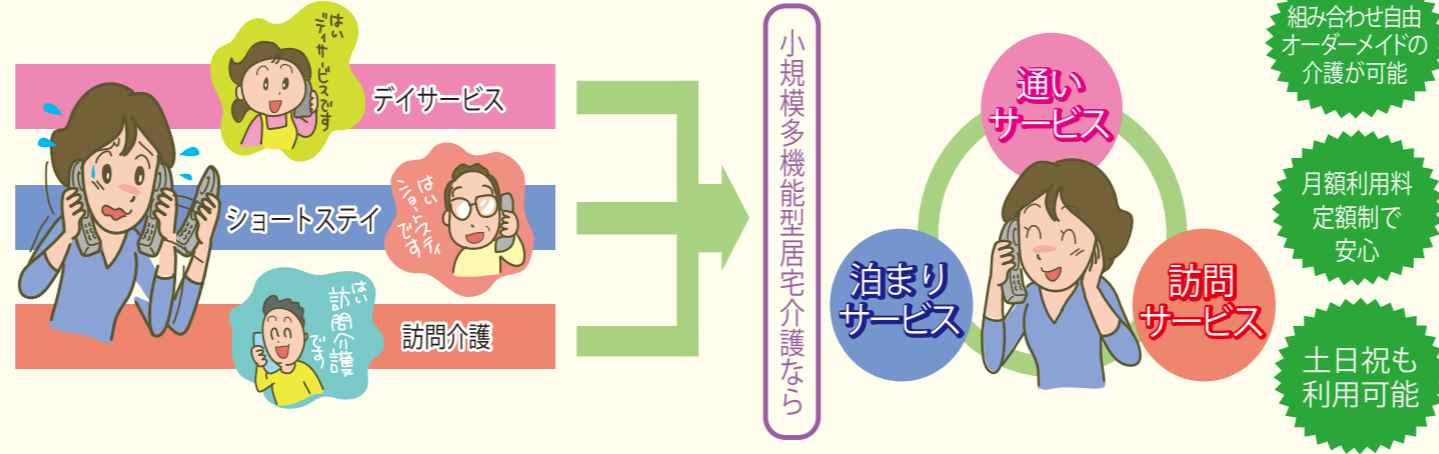 はい
デイサービスです
デイサービス
ショートステイ
はい
ショートステイ
です
はい
訪問介護
です
訪問介護
小規模多機能型居宅介護なら
通い
サービス
泊まり
サービス
訪問
サービス
組み合わせ自由
オーダーメイドの
介護が可能
月額利用料
定額制で
安心
土日祝も
利用可能